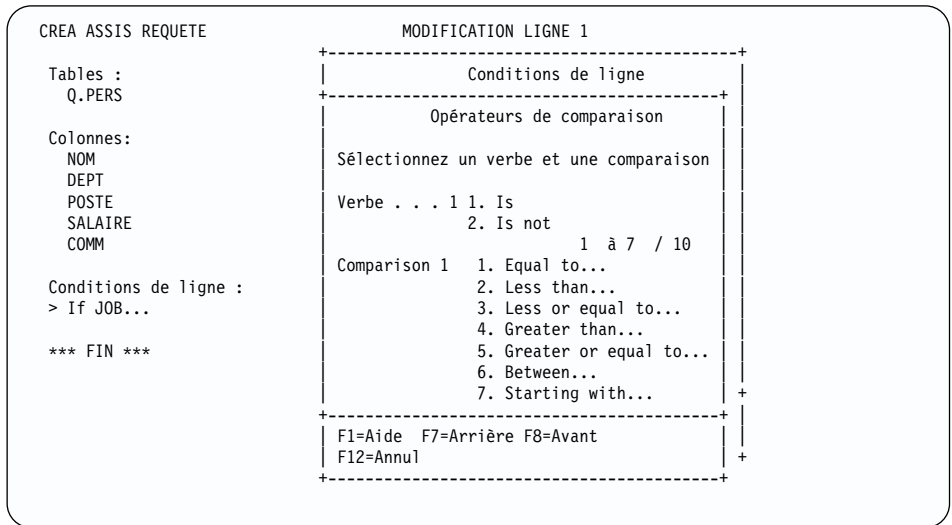 CREA ASSIS REQUETE MODIFICATION LIGNE 1
Tables : Conditions de ligne
Q.PERS
Opérateurs de comparaison
Colonnes:
NOM Sélectionnez un verbe et une comparaison
DEPT
POSTE Verbe . . . 1 1. Is
SALAIRE 2. Is not
COMM 1 à 7 / 10
Comparison 1 1. Equal to...
Conditions de ligne : 2. Less than...
> If JOB... 3. Less or equal to...
4. Greater than...
*** FIN *** 5. Greater or equal to...
6. Between...
7. Starting with...
F1=Aide F7=Arrière F8=Avant
F12=Annul